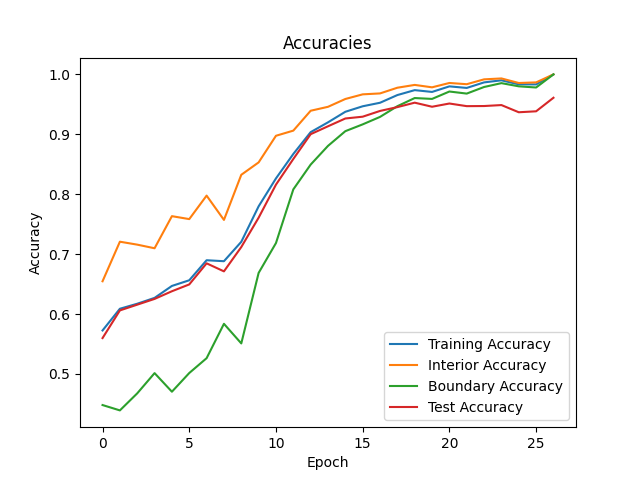 Accuracies
1.0
0.9
0.8
0.7
0.6
0.5
Accuracy
0
5
10
15
20
25
Epoch
Training Accuracy
Interior Accuracy
Boundary Accuracy
Test Accuracy